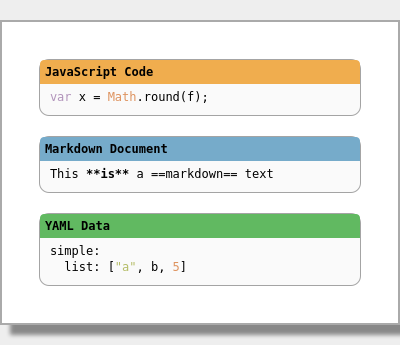 JavaScript Code
var x = Math.round(f);
Markdown Document
This **is** a ==markdown== text
YAML Data
simple:
  list: ["a", b, 5]